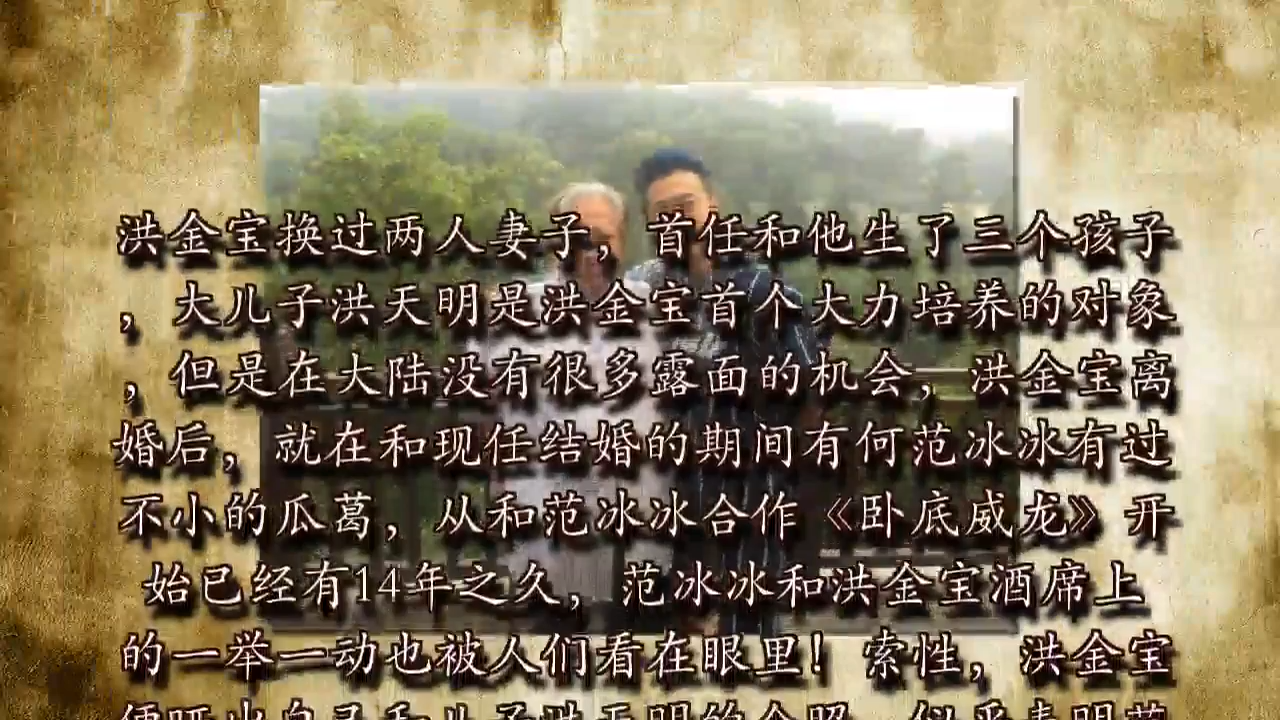 洪金宝换过两人妻子，首任和他生了三个孩子
，大儿子洪天明是洪金宝首个大力培养的对象
，但是在大陆没有很多露面的机会，洪金宝离
婚后，就在和现任结婚的期间有何范冰冰有过
不小的瓜葛，从和范冰冰合作《卧底威龙》开
始已经有14年之久，范冰冰和洪金宝酒席上
的一举一动也被人们看在眼里！索性，洪金宝